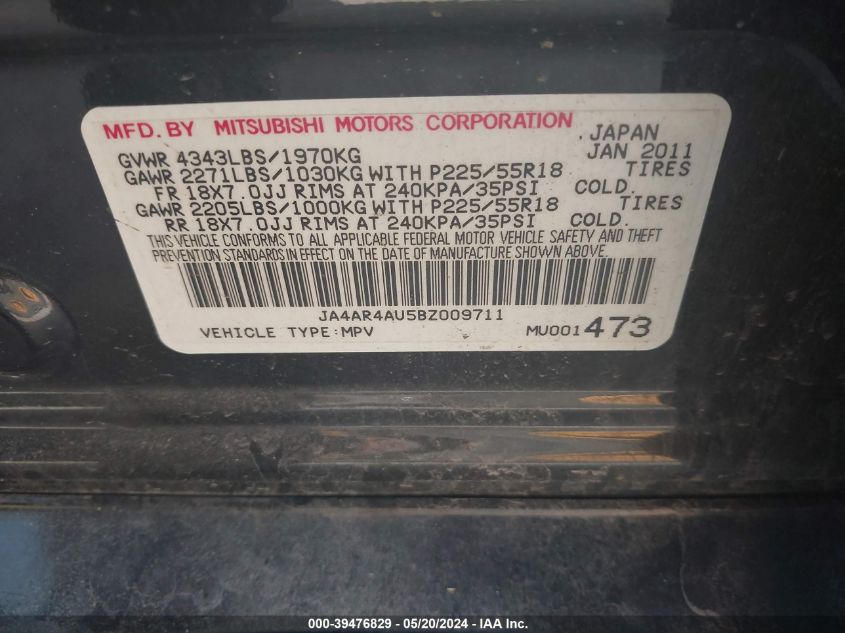 MFD. BY MITSUBISHI MOTORS CORPORATION , JAPAN
GVWR 4343LBS/1970KG JAN 2011
GAWR 2271LBS/1030KG WITH P225/55R18 TIRES
FR 18X7.0JJ RIMS AT 240KPA/35PSI COLD.
GAWR 2205LBS/1000KG WITH P225/55R18 TIRES
RR 18X7.0JJ RIMS AT 240KPA/35PSI COLD.
THIS VEHICLE CONFORMS TO ALL APPLICABLE FEDERAL MOTOR VEHICLE SAFETY AND THEFT
PREVENTION STANDARDS IN EFFECT ON THE DATE OF MANUFACTURE SHOWN ABOVE.
JA4AR4AU5BZ009711
VEHICLE TYPE:MPV MU001473
000-39476829 / 05/20/2024 - IAA Inc.